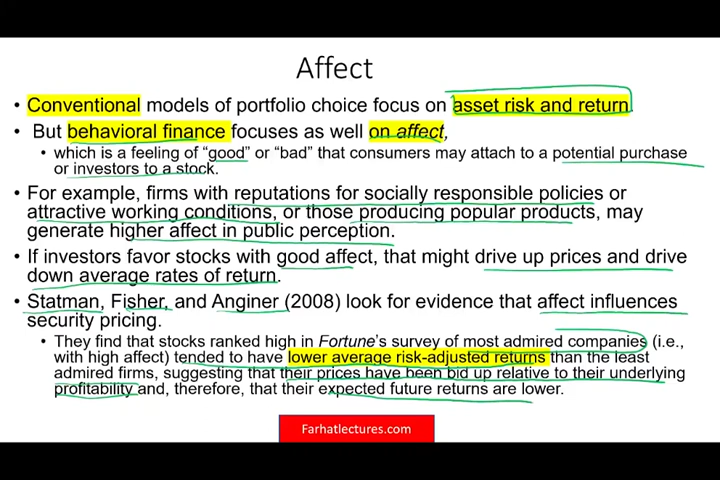 Affect
• Conventional models of portfolio choice focus on asset risk and return.
• But behavioral finance focuses as well on affect,
• which is a feeling of “good” or “bad” that consumers may attach to a potential purchase
or investors to a stock.
• For example, firms with reputations for socially responsible policies or
attractive working conditions, or those producing popular products, may
generate higher affect in public perception.
• If investors favor stocks with good affect, that might drive up prices and drive
down average rates of return.
• Statman, Fisher, and Anginer (2008) look for evidence that affect influences
security pricing.
• They find that stocks ranked high in Fortune’s survey of most admired companies (i.e.,
with high affect) tended to have lower average risk-adjusted returns than the least
admired firms, suggesting that their prices have been bid up relative to their underlying
profitability and, therefore, that their expected future returns are lower.
Farhatlectures.com